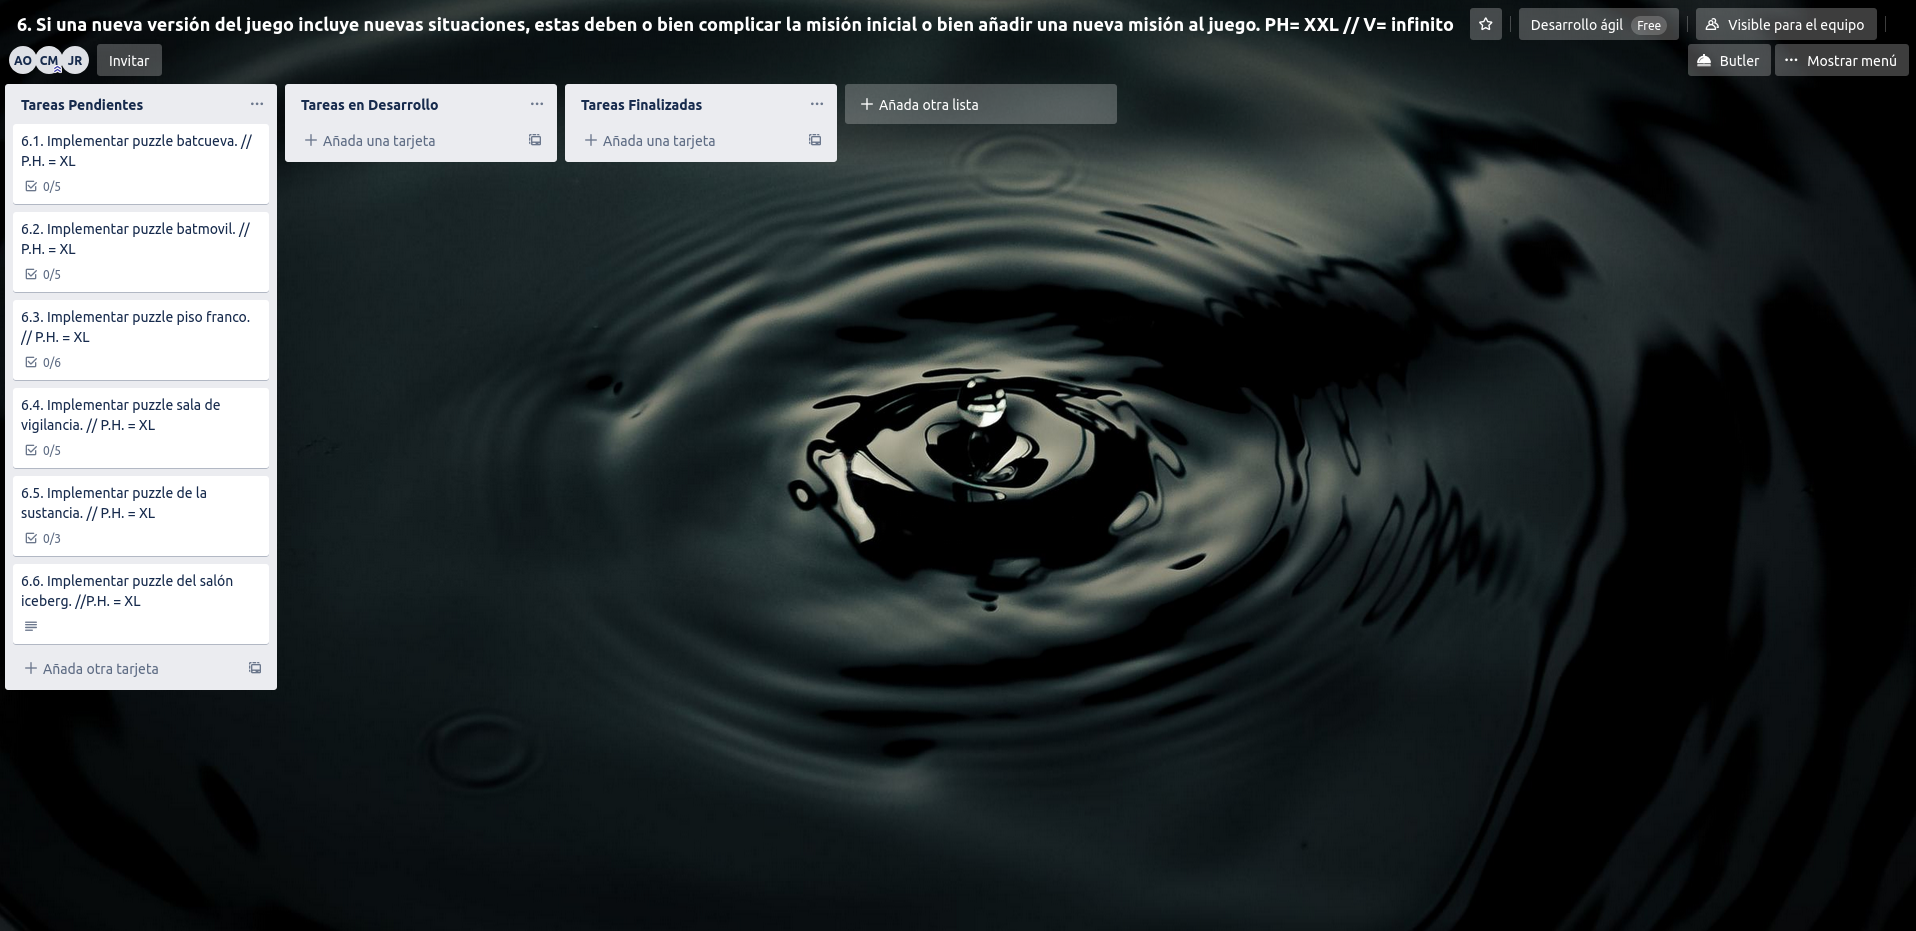 6. Si una nueva versión del juego incluye nuevas situaciones, estas deben o bien complicar la misión inicial o bien añadir una nueva misión al juego. PH= XXL // V= infinito
Desarrollo ágil Free
Visible para el equipo
AO CM JR
Invitar
Butler
Mostrar menú
Tareas Pendientes
6.1. Implementar puzzle batcueva. //
P.H. = XL
0/5
6.2. Implementar puzzle batmovil. //
P.H. = XL
0/5
6.3. Implementar puzzle piso franco.
// P.H. = XL
0/6
6.4. Implementar puzzle sala de
vigilancia. // P.H. = XL
0/5
6.5. Implementar puzzle de la
sustancia. // P.H. = XL
0/3
6.6. Implementar puzzle del salón
iceberg. //P.H. = XL
+ Añada otra tarjeta
Tareas en Desarrollo
+ Añada una tarjeta
Tareas Finalizadas
+ Añada una tarjeta
+ Añada otra lista